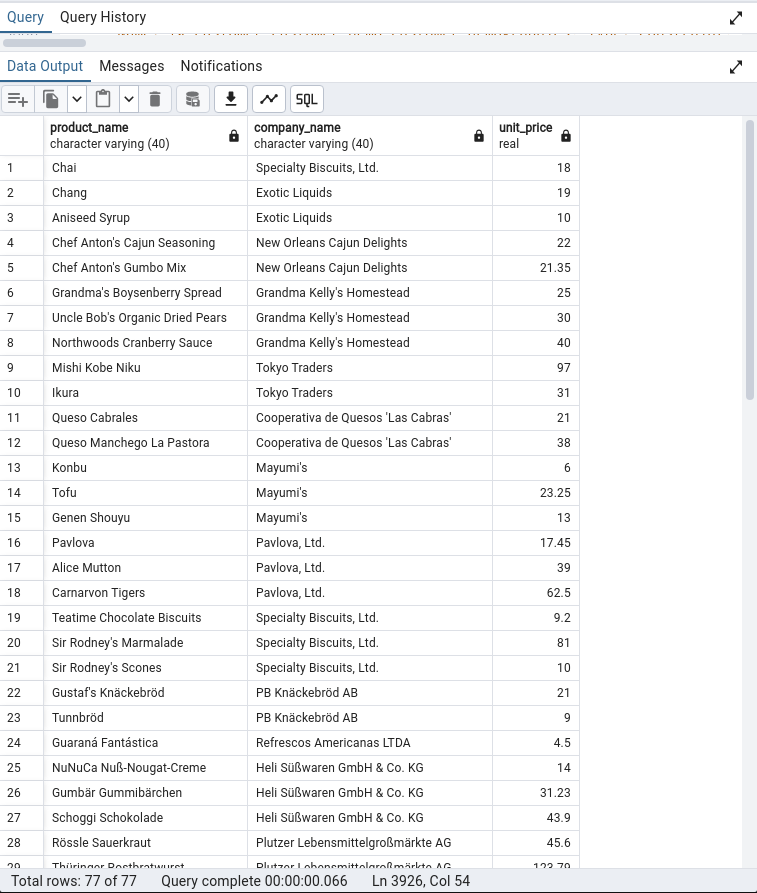 Query Query History
Data Output Messages Notifications
SQL
product_name company_name unit_price
character varying (40) character varying (40) real
1 Chai Specialty Biscuits, Ltd. 18
2 Chang Exotic Liquids 19
3 Aniseed Syrup Exotic Liquids 10
4 Chef Anton's Cajun Seasoning New Orleans Cajun Delights 22
5 Chef Anton's Gumbo Mix New Orleans Cajun Delights 21.35
6 Grandma's Boysenberry Spread Grandma Kelly's Homestead 25
7 Uncle Bob's Organic Dried Pears Grandma Kelly's Homestead 30
8 Northwoods Cranberry Sauce Grandma Kelly's Homestead 40
9 Mishi Kobe Niku Tokyo Traders 97
10 Ikura Tokyo Traders 31
11 Queso Cabrales Cooperativa de Quesos 'Las Cabras' 21
12 Queso Manchego La Pastora Cooperativa de Quesos 'Las Cabras' 38
13 Konbu Mayumi's 6
14 Tofu Mayumi's 23.25
15 Genen Shouyu Mayumi's 13
16 Pavlova Pavlova, Ltd. 17.45
17 Alice Mutton Pavlova, Ltd. 39
18 Carnarvon Tigers Pavlova, Ltd. 62.5
19 Teatime Chocolate Biscuits Specialty Biscuits, Ltd. 9.2
20 Sir Rodney's Marmalade Specialty Biscuits, Ltd. 81
21 Sir Rodney's Scones Specialty Biscuits, Ltd. 10
22 Gustaf's Knäckebröd PB Knäckebröd AB 21
23 Tunnbröd PB Knäckebröd AB 9
24 Guaraná Fantástica Refrescos Americanas LTDA 4.5
25 NuNuCa Nuß-Nougat-Creme Heli Süßwaren GmbH & Co. KG 14
26 Gumbär Gummibärchen Heli Süßwaren GmbH & Co. KG 31.23
27 Schoggi Schokolade Heli Süßwaren GmbH & Co. KG 43.9
28 Rössle Sauerkraut Plutzer Lebensmittelgroßmärkte AG 45.6
29 Thüringer Rostbratwurst Plutzer Lebensmittelgroßmärkte AG 123.79
Total rows: 77 of 77 Query complete 00:00:00.066 Ln 3926, Col 54